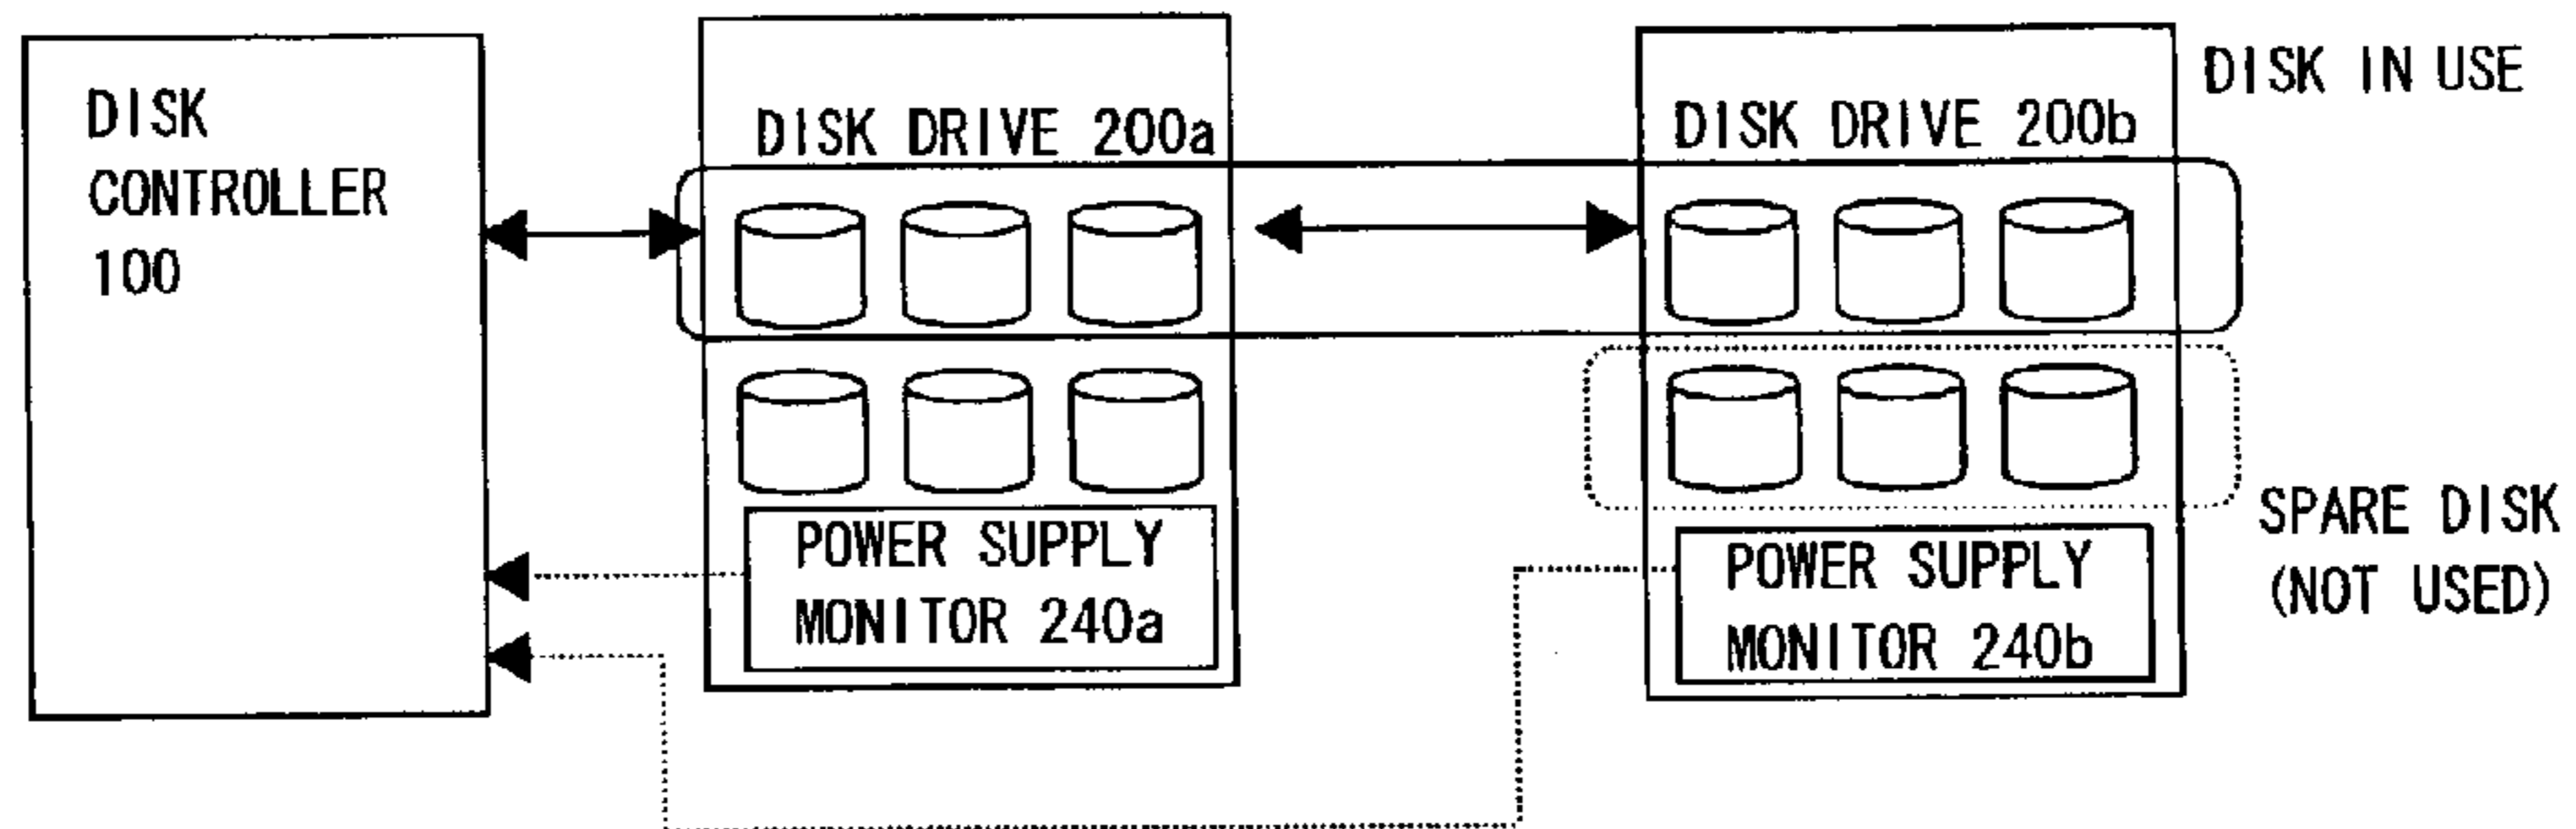 DISK
CONTROLLER
100
DISK DRIVE 200a
DISK DRIVE 200b
DISK IN USE
POWER SUPPLY
MONITOR 240a
POWER SUPPLY
MONITOR 240b
SPARE DISK
(NOT USED)